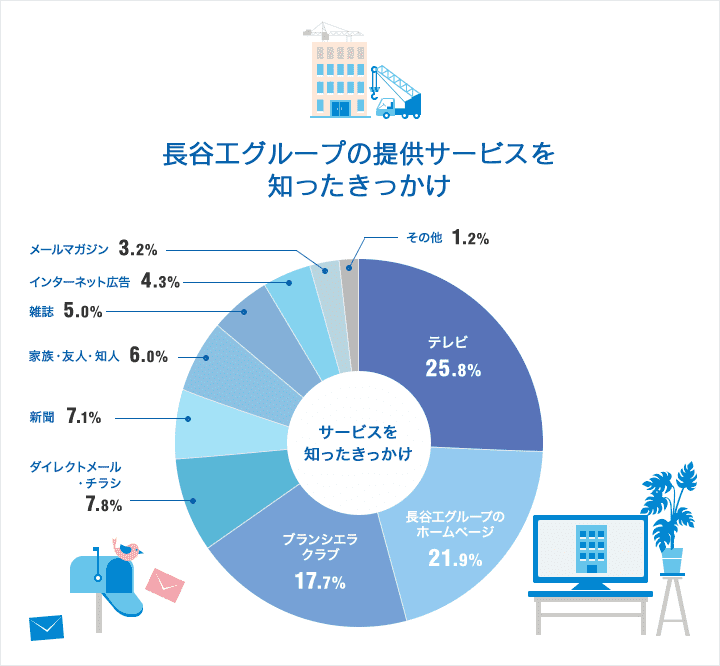 長谷工グループの提供サービスを
知ったきっかけ
その他 1.2%
メールマガジン 3.2%
インターネット広告 4.3%
雑誌 5.0%
家族・友人・知人 6.0%
新聞 7.1%
ダイレクトメール
・チラシ
7.8%
テレビ
25.8%
サービスを
知ったきっかけ
長谷工グループの
ホームページ
21.9%
ブランシエラ
クラブ
17.7%